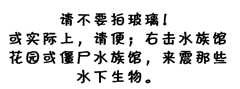 请不要拍玻璃!
或实际上，请便；右击水族馆
花园或僵尸水族馆，来震那些
水下生物。